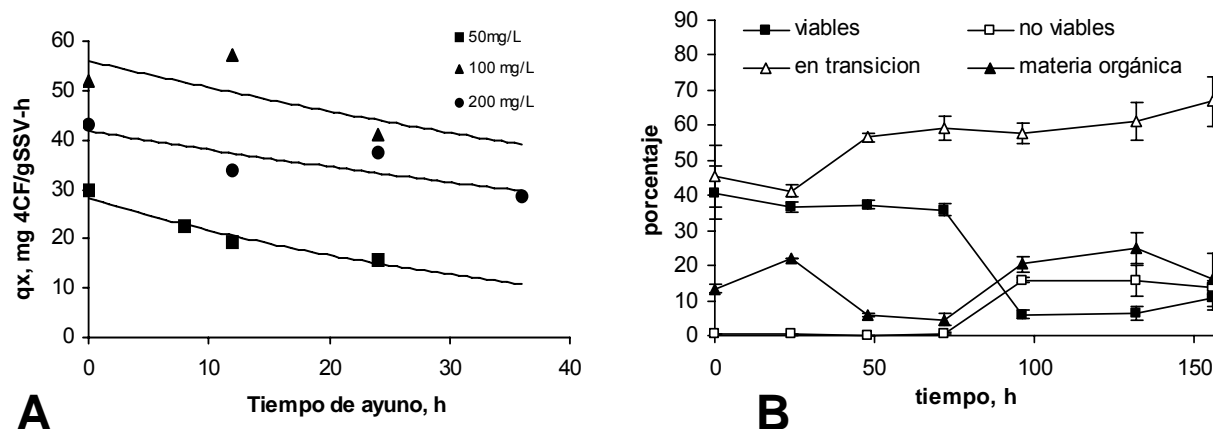 60
50
40
30
20
10
0
qx, mg 4CF/gSSV-h
50mg/L
100 mg/L
200 mg/L
0 10 20 30 40
Tiempo de ayuno, h
A
90
80
70
60
50
40
30
20
10
0
porcentaje
viables no viables
en transicion materia orgánica
0 50 100 150
tiempo, h
B